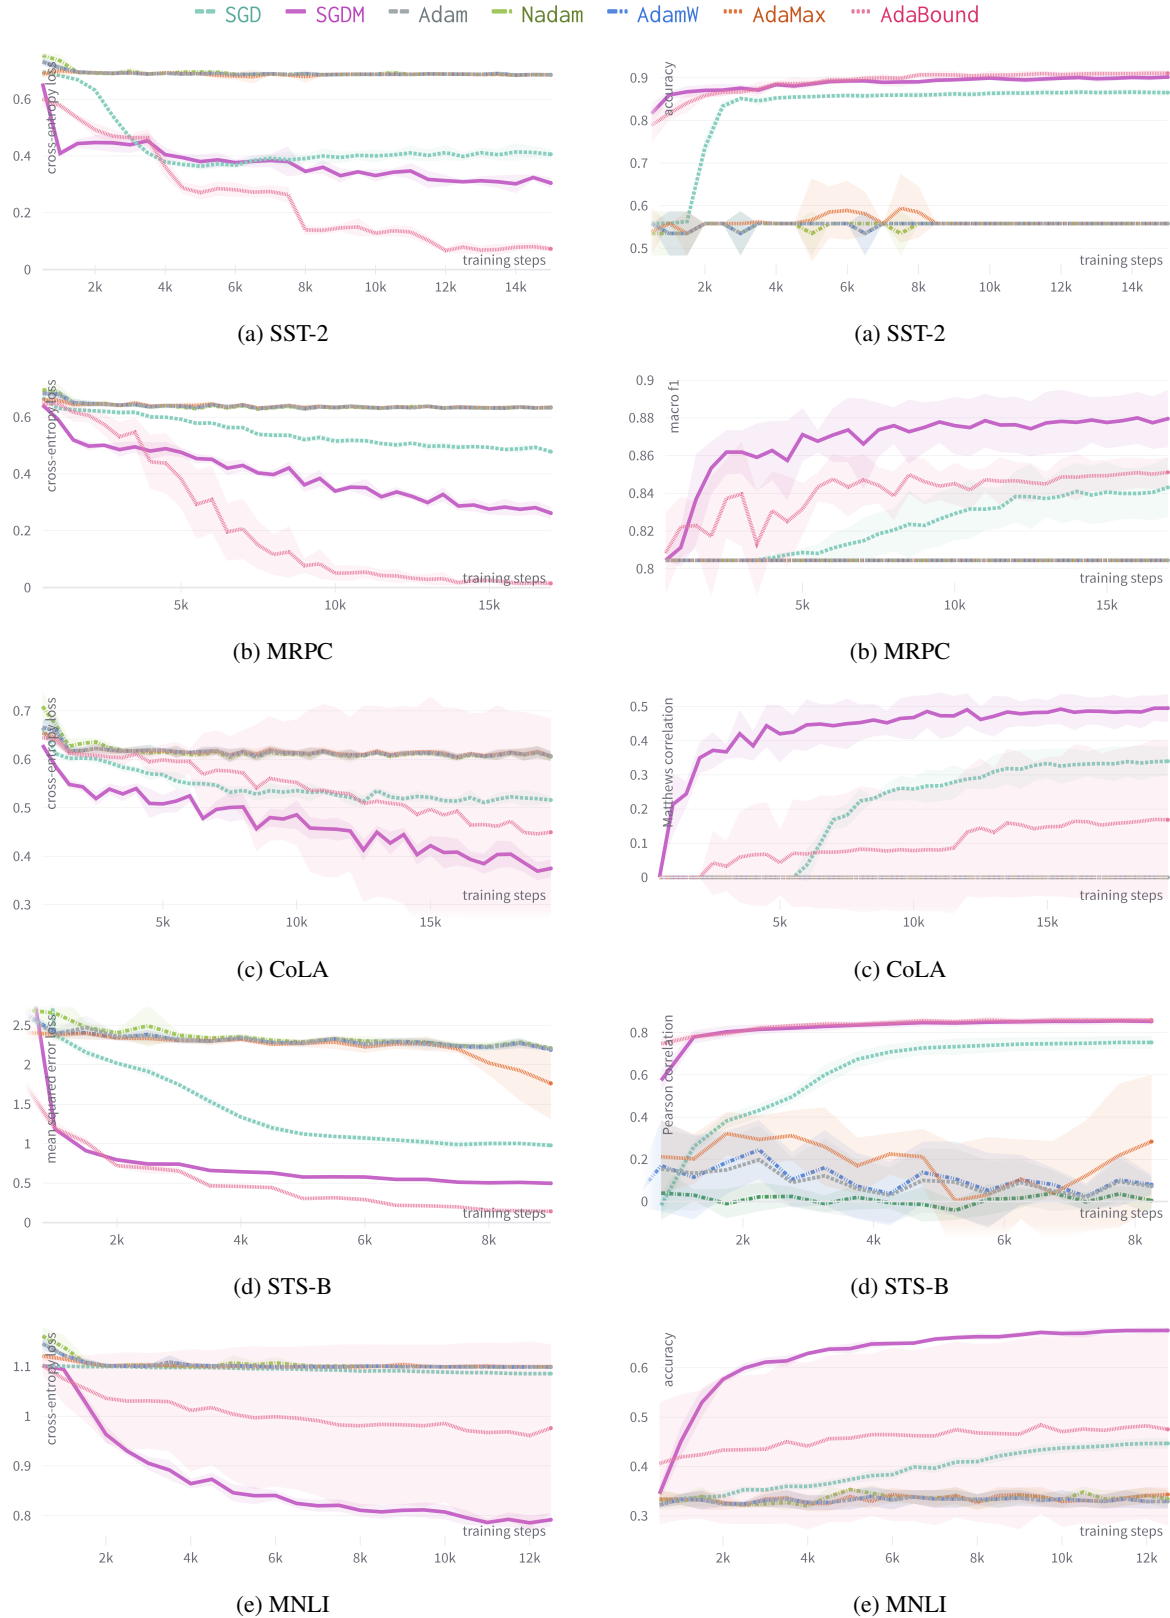 SGD SGDM Adam Nadam AdamW AdaMax AdaBound
cross-entropy loss
0.6
0.4
0.2
0
training steps
2k 4k 6k 8k 10k 12k 14k
(a) SST-2
accuracy
0.9
0.8
0.7
0.6
0.5
training steps
2k 4k 6k 8k 10k 12k 14k
(a) SST-2
cross-entropy loss
0.6
0.4
0.2
0
training steps
5k 10k 15k
(b) MRPC
macro f1
0.9
0.88
0.86
0.84
0.82
0.8
training steps
5k 10k 15k
(b) MRPC
cross-entropy loss
0.7
0.6
0.5
0.4
0.3
training steps
5k 10k 15k
(c) CoLA
Matthews correlation
0.5
0.4
0.3
0.2
0.1
0
training steps
5k 10k 15k
(c) CoLA
mean squared error loss
2.5
2
1.5
1
0.5
0
training steps
2k 4k 6k 8k
(d) STS-B
Pearson correlation
0.8
0.6
0.4
0.2
0
training steps
2k 4k 6k 8k
(d) STS-B
cross-entropy loss
1.1
1
0.9
0.8
training steps
2k 4k 6k 8k 10k 12k
(e) MNLI
accuracy
0.6
0.5
0.4
0.3
training steps
2k 4k 6k 8k 10k 12k
(e) MNLI